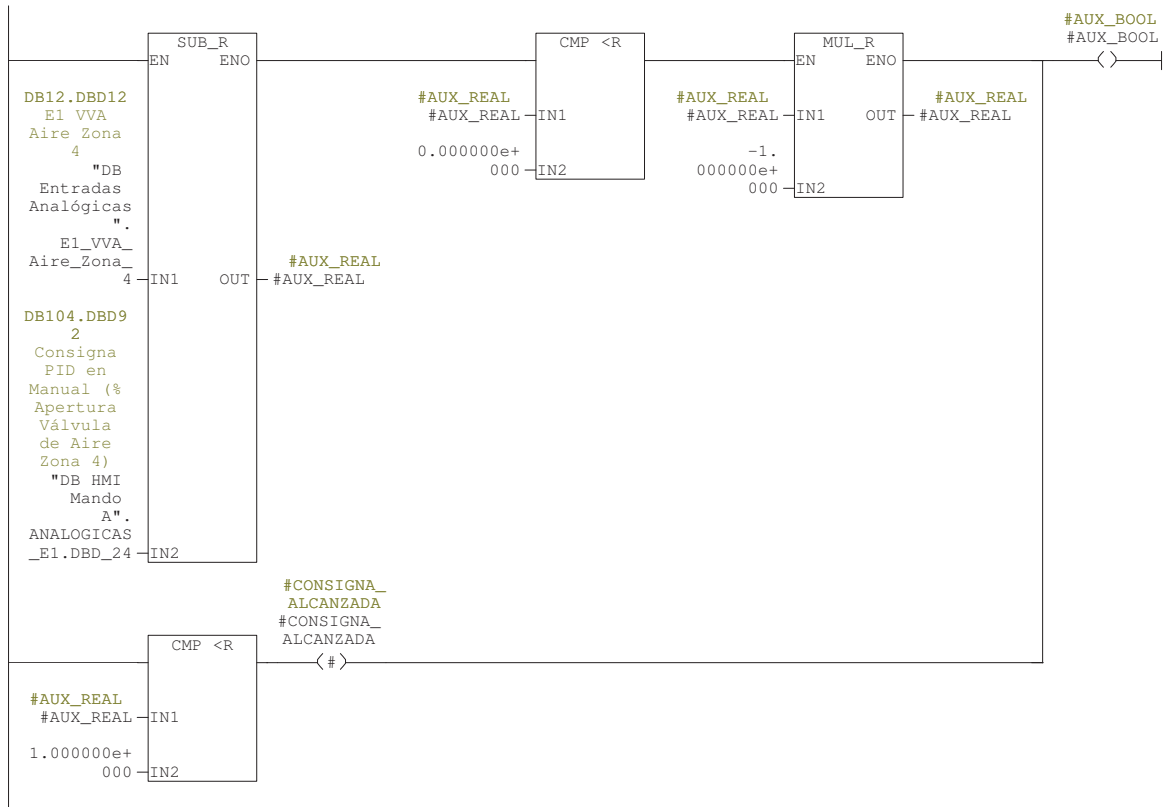 #AUX_BOOL
#AUX_BOOL
SUB_R
EN ENO
CMP <R
MUL_R
EN ENO
DB12.DBD12
E1 VVA
Aire Zona
4
"DB
Entradas
Analógicas
".
E1_VVA_
Aire_Zona_
4
IN1 OUT
#AUX_REAL
#AUX_REAL
#AUX_REAL
#AUX_REAL
IN1
0.000000e+
000
IN2
#AUX_REAL
#AUX_REAL
IN1 OUT
#AUX_REAL
#AUX_REAL
-1.
000000e+
000
IN2
DB104.DBD9
2
Consigna
PID en
Manual (%
Apertura
Válvula
de Aire
Zona 4)
"DB HMI
Mando
A".
ANALOGICAS
_E1.DBD_24
IN2
#CONSIGNA_
ALCANZADA
#CONSIGNA_
ALCANZADA
CMP <R
#
#AUX_REAL
#AUX_REAL
IN1
1.000000e+
000
IN2